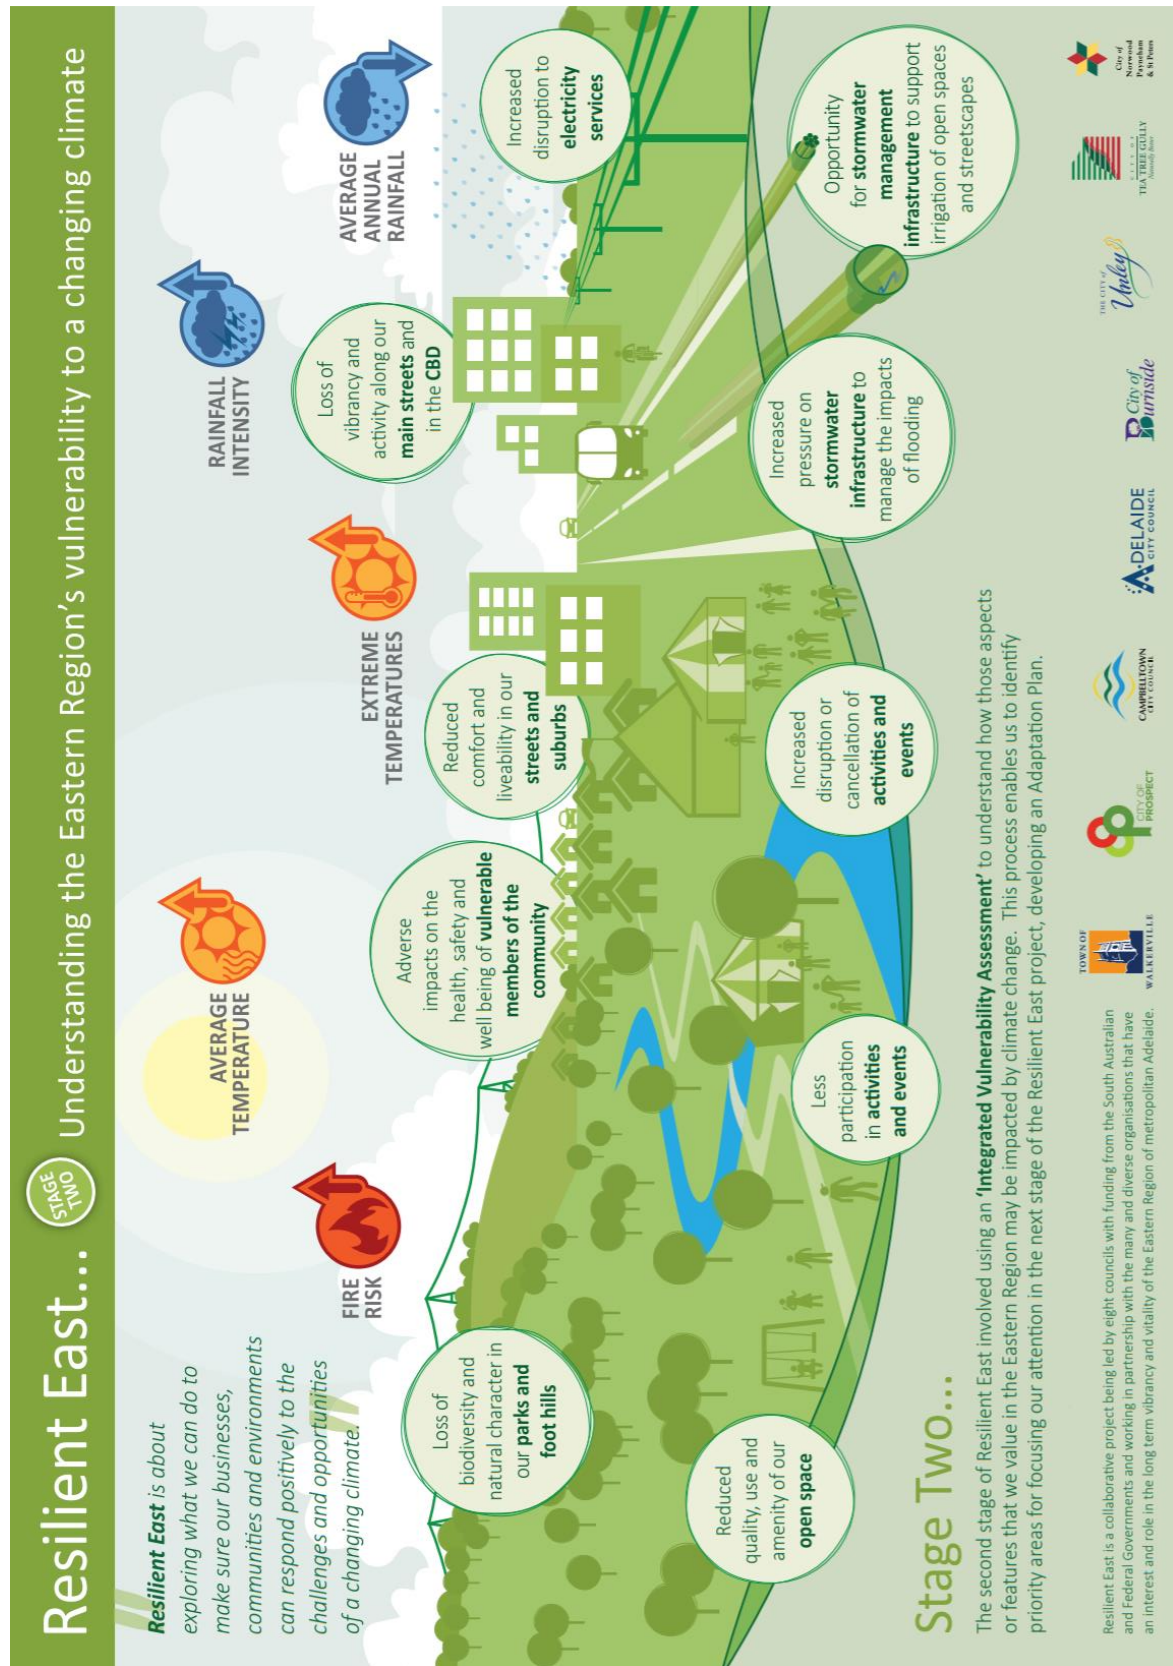 Resilient East...
STAGE
TWO
Understanding the Eastern Region's vulnerability to a changing climate
Resilient East is about
exploring what we can do to
make sure our businesses,
communities and environments
can respond positively to the
challenges and opportunities
of a changing climate.
FIRE
RISK
AVERAGE
TEMPERATURE
EXTREME
TEMPERATURES
RAINFALL
INTENSITY
AVERAGE
ANNUAL
RAINFALL
Loss of
biodiversity and
natural character in
our parks and
foot hills
Adverse
impacts on the
health, safety and
well being of vulnerable
members of the
community
Reduced
comfort and
liveability in our
streets and
suburbs
Loss of
vibrancy and
activity along our
main streets and
in the CBD
Increased
disruption to
electricity
services
Reduced
quality, use and
amenity of our
open space
Less
participation
in activities
and events
Increased
disruption or
cancellation of
activities and
events
Increased
pressure on
stormwater
infrastructure to
manage the impacts
of flooding
Opportunity
for stormwater
management
infrastructure to support
irrigation of open spaces
and streetscapes
Stage Two...
The second stage of Resilient East involved using an 'Integrated Vulnerability Assessment' to understand how those aspects
or features that we value in the Eastern Region may be impacted by climate change. This process enables us to identify
priority areas for focusing our attention in the next stage of the Resilient East project, developing an Adaptation Plan.
Resilient East is a collaborative project being led by eight councils with funding from the South Australian
and Federal Governments and working in partnership with the many and diverse organisations that have
an interest and role in the long term vibrancy and vitality of the Eastern Region of metropolitan Adelaide.
TOWN OF
WALKERVILLE
CITY OF
PROSPECT
CAMPBELLTOWN
CITY COUNCIL
ADELAIDE
CITY COUNCIL
City of
Burnside
THE CITY of
Unley
CITY OF
TEA TREE GULLY
Naturally Better
City of
Norwood
Payneham
& St Peters